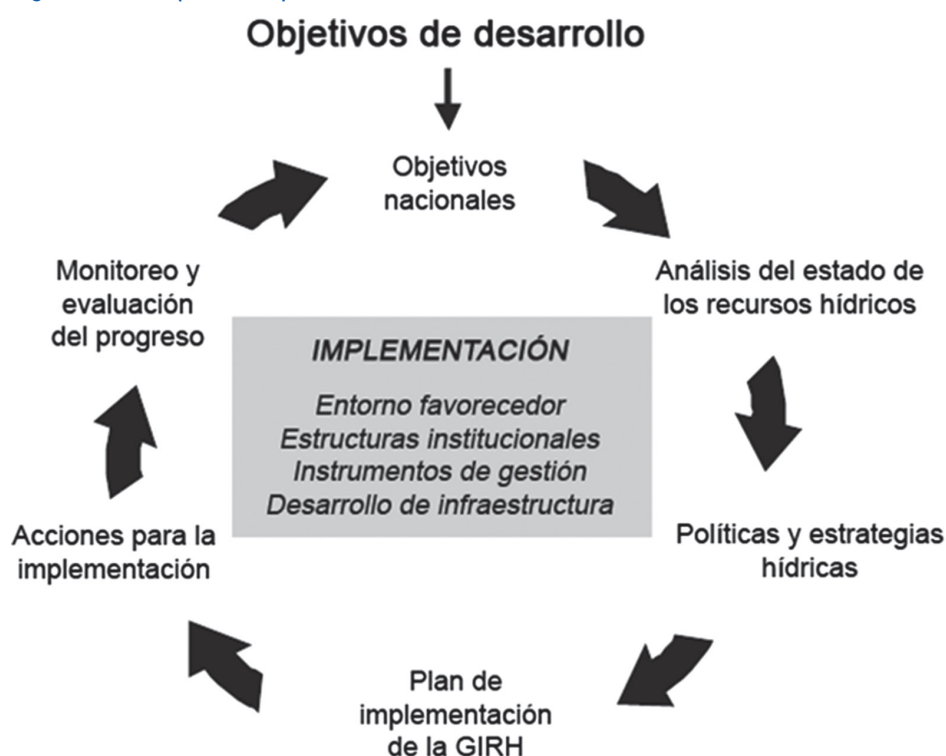 Objetivos de desarrollo
Objetivos
nacionales
Análisis del estado de
los recursos hídricos
Políticas y estrategias
hídricas
Plan de
implementación
de la GIRH
Acciones para la
implementación
Monitoreo y
evaluación
del progreso
IMPLEMENTACIÓN
Entorno favorecedor
Estructuras institucionales
Instrumentos de gestión
Desarrollo de infraestructura